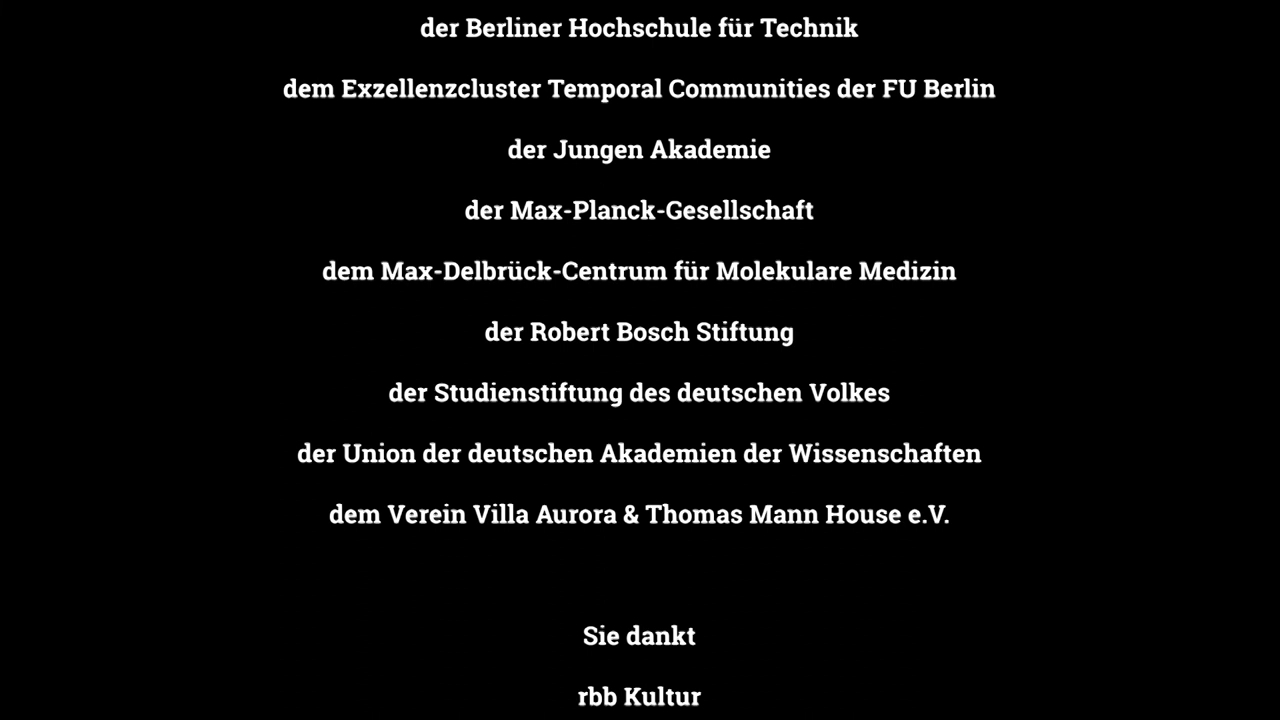 der Berliner Hochschule für Technik
dem Exzellenzcluster Temporal Communities der FU Berlin
der Jungen Akademie
der Max-Planck-Gesellschaft
dem Max-Delbrück-Centrum für Molekulare Medizin
der Robert Bosch Stiftung
der Studienstiftung des deutschen Volkes
der Union der deutschen Akademien der Wissenschaften
dem Verein Villa Aurora & Thomas Mann House e.V.
Sie dankt
rbb Kultur